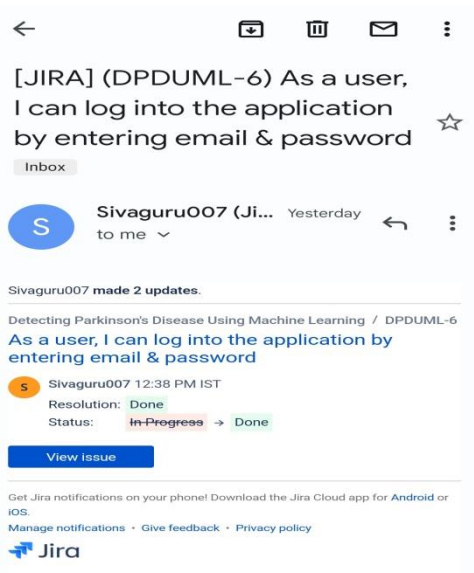 [JIRA] (DPDUML-6) As a user,
I can log into the application
by entering email & password
Inbox
S
Sivaguru007 (Ji... Yesterday
to me
Sivaguru007 made 2 updates.
Detecting Parkinson's Disease Using Machine Learning / DPDUML-6
As a user, I can log into the application by
entering email & password
S
Sivaguru007 12:38 PM IST
Resolution: Done
Status: In Progress → Done
View issue
Get Jira notifications on your phone! Download the Jira Cloud app for Android or
iOS.
Manage notifications • Give feedback • Privacy policy
Jira